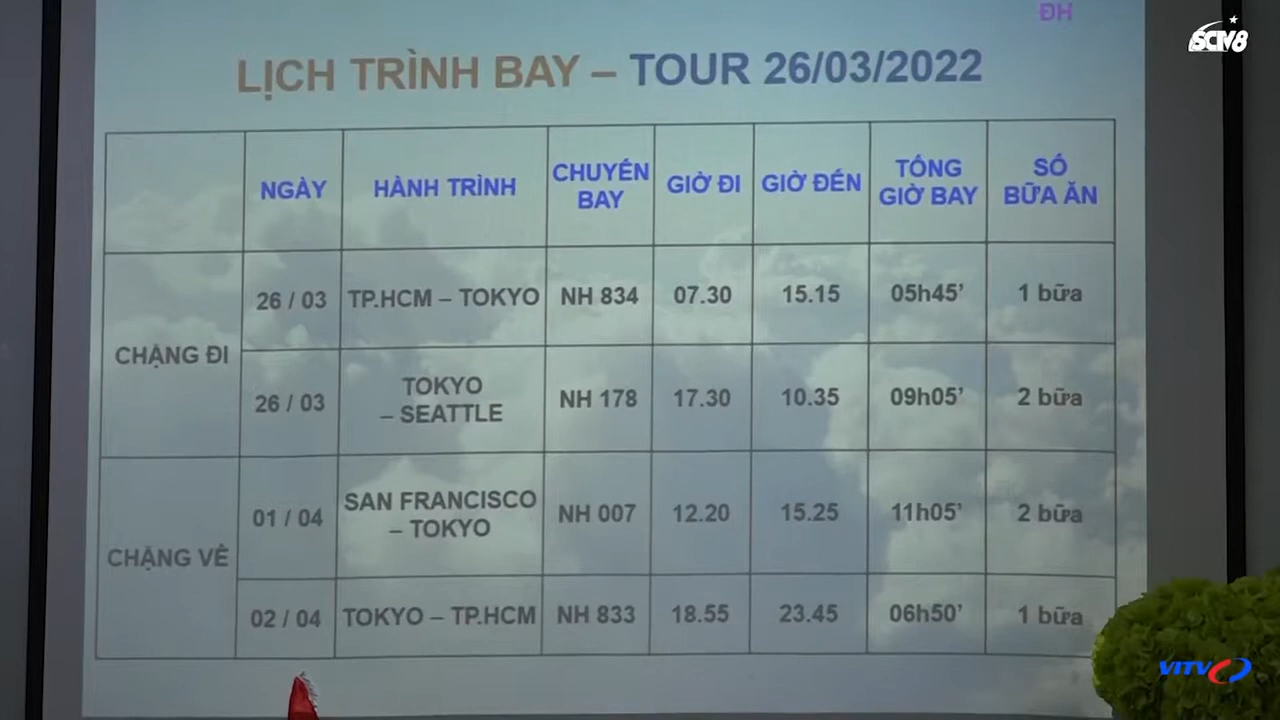 ĐH
SCTV8
LỊCH TRÌNH BAY – TOUR 26/03/2022
NGÀY
HÀNH TRÌNH
CHUYẾN
BAY
GIỜ ĐI
GIỜ ĐẾN
TỔNG
GIỜ BAY
SỐ
BỮA ĂN
CHẶNG ĐI
26 / 03
TP.HCM – TOKYO
NH 834
07.30
15.15
05h45’
1 bữa
26 / 03
TOKYO
– SEATTLE
NH 178
17.30
10.35
09h05’
2 bữa
CHẶNG VỀ
01 / 04
SAN FRANCISCO
– TOKYO
NH 007
12.20
15.25
11h05’
2 bữa
02 / 04
TOKYO – TP.HCM
NH 833
18.55
23.45
06h50’
1 bữa
VITV